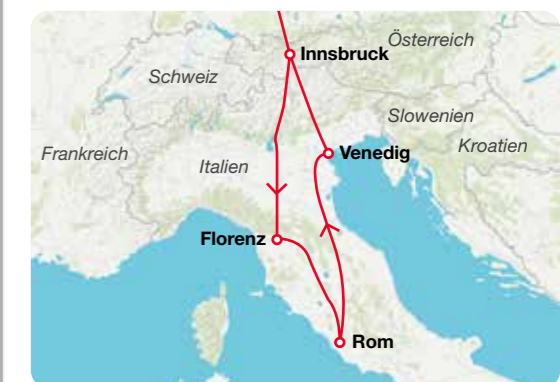 Österreich
Innsbruck
Schweiz
Slowenien
Kroatien
Frankreich
Venedig
Italien
Florenz
Rom